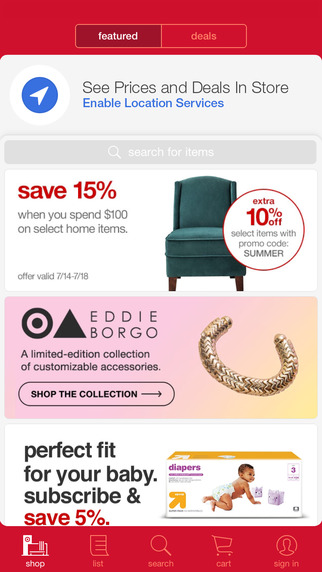 featured
deals
See Prices and Deals In Store
Enable Location Services
search for items
save 15%
when you spend $100
on select home items.
offer valid 7/14-7/18
extra
10% off
select items with
promo code:
SUMMER
EDDIE
BORGO
A limited-edition collection
of customizable accessories.
SHOP THE COLLECTION
perfect fit
for your baby.
subscribe &
save 5%.
diapers
3
shop
list
search
cart
sign in